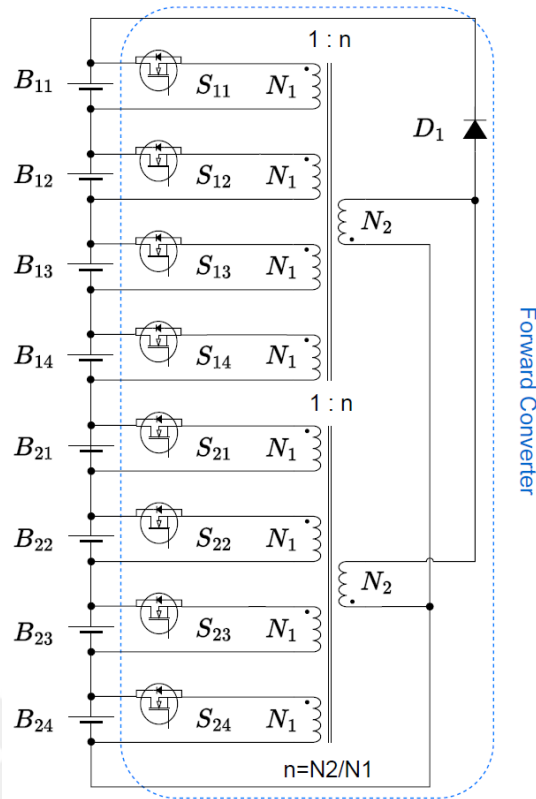 1 : n
B11
S11 N1
D1
B12
S12 N1
N2
B13
S13 N1
B14
S14 N1
1 : n
B21
S21 N1
B22
S22 N1
N2
B23
S23 N1
B24
S24 N1
n=N2/N1
Forward Converter